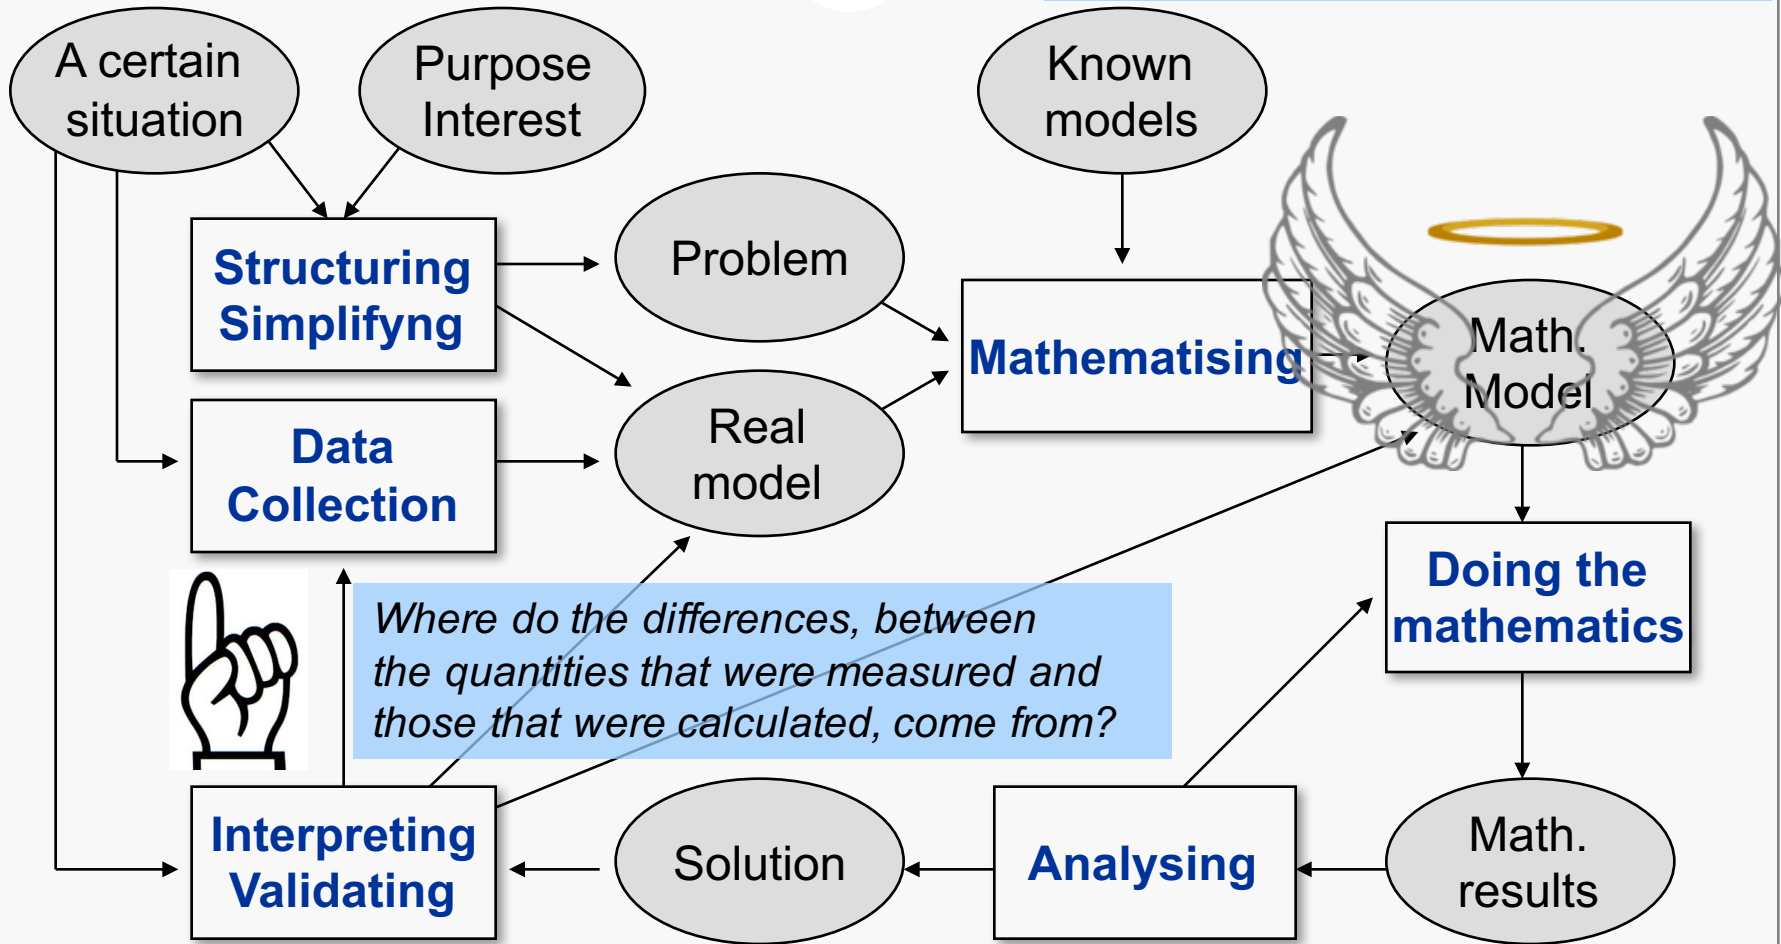 A certain
situation
Purpose
Interest
Known
models
Structuring
Simplifyng
Problem
Mathematising
Math.
Model
Data
Collection
Real
model
Doing the
mathematics
Where do the differences, between
the quantities that were measured and
those that were calculated, come from?
Interpreting
Validating
Solution
Analysing
Math.
results